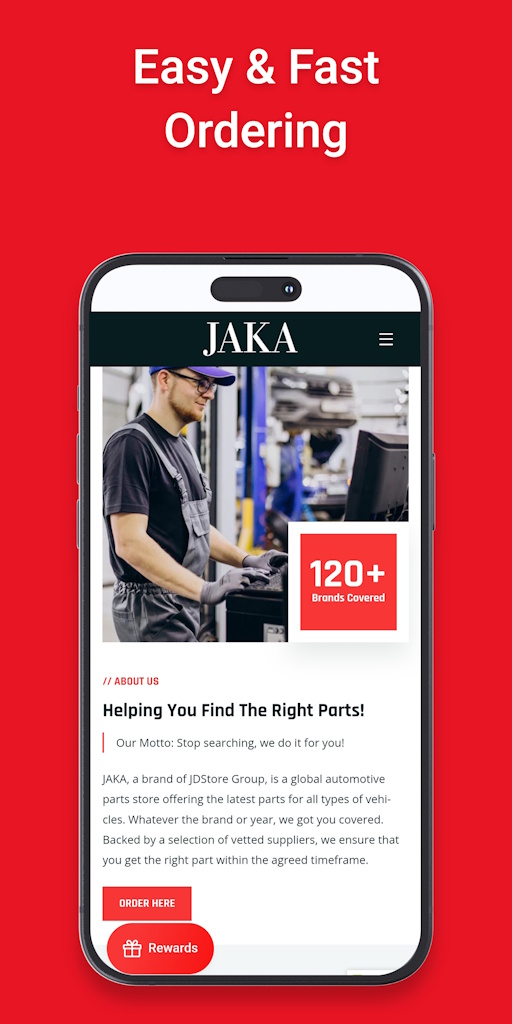 Easy & Fast
Ordering
JAKA
120+
Brands Covered
// ABOUT US
Helping You Find The Right Parts!
Our Motto: Stop searching, we do it for you!
JAKA, a brand of JDStore Group, is a global automotive
parts store offering the latest parts for all types of vehi-
cles. Whatever the brand or year, we got you covered.
Backed by a selection of vetted suppliers, we ensure that
you get the right part within the agreed timeframe.
ORDER HERE
Rewards